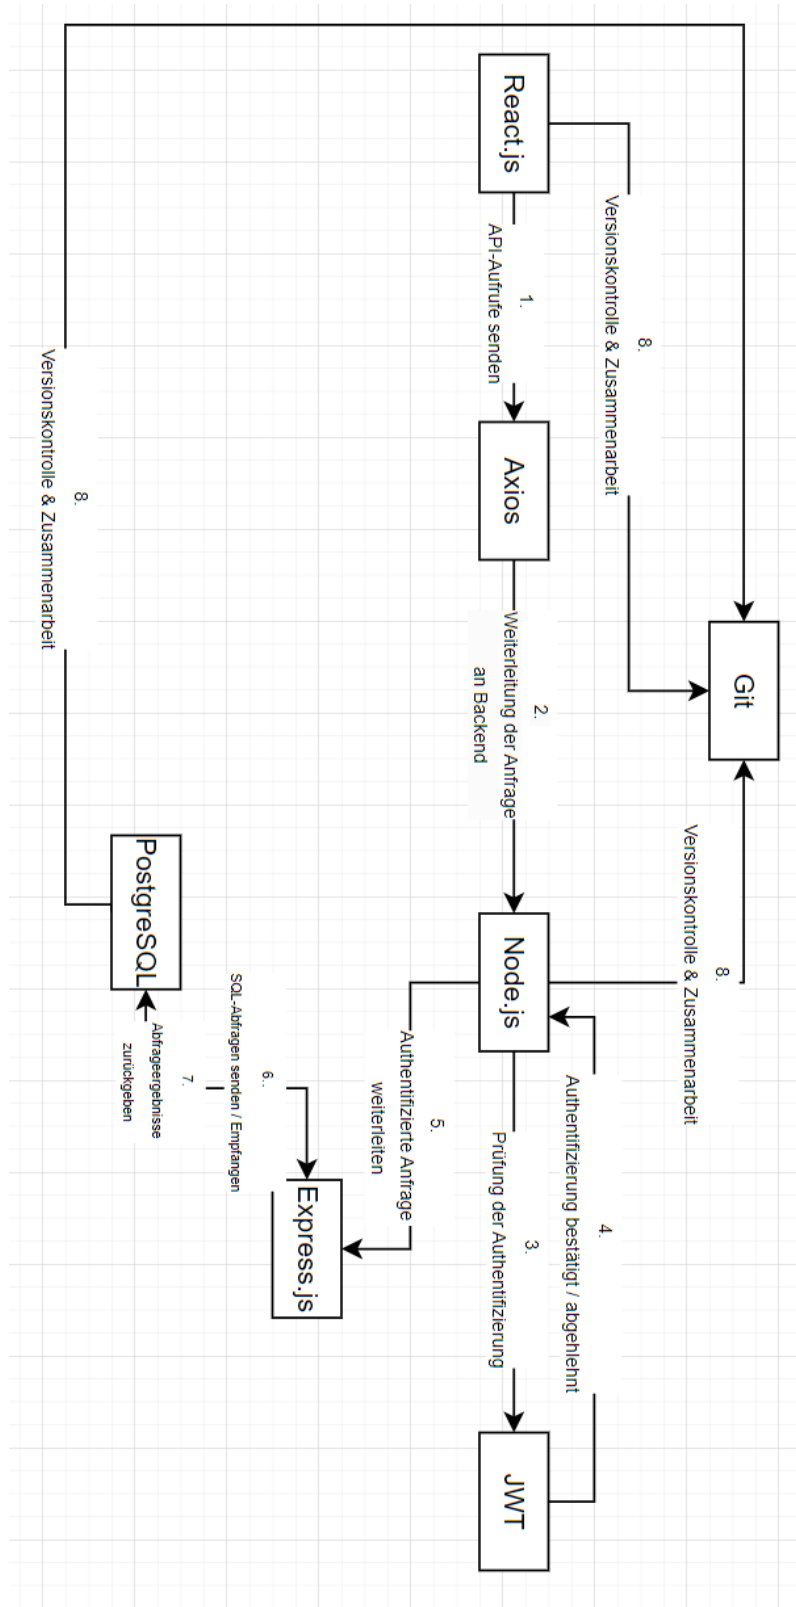 Git
8.
Versionskontrolle & Zusammenarbeit
8.
Versionskontrolle & Zusammenarbeit
4.
Authentifizierung bestätigt / abgehlehnt
React.js
1.
API-Aufrufe senden
Axios
2.
Weiterleitung der Anfrage
an Backend
Node.js
3.
Prüfung der Authentifizierung
JWT
5.
Authentifizierte Anfrage
weiterleiten
Express.js
6..
SQL-Abfragen senden / Empfangen
7.
Abfrageergebnisse
zurückgeben
PostgreSQL
8.
Versionskontrolle & Zusammenarbeit